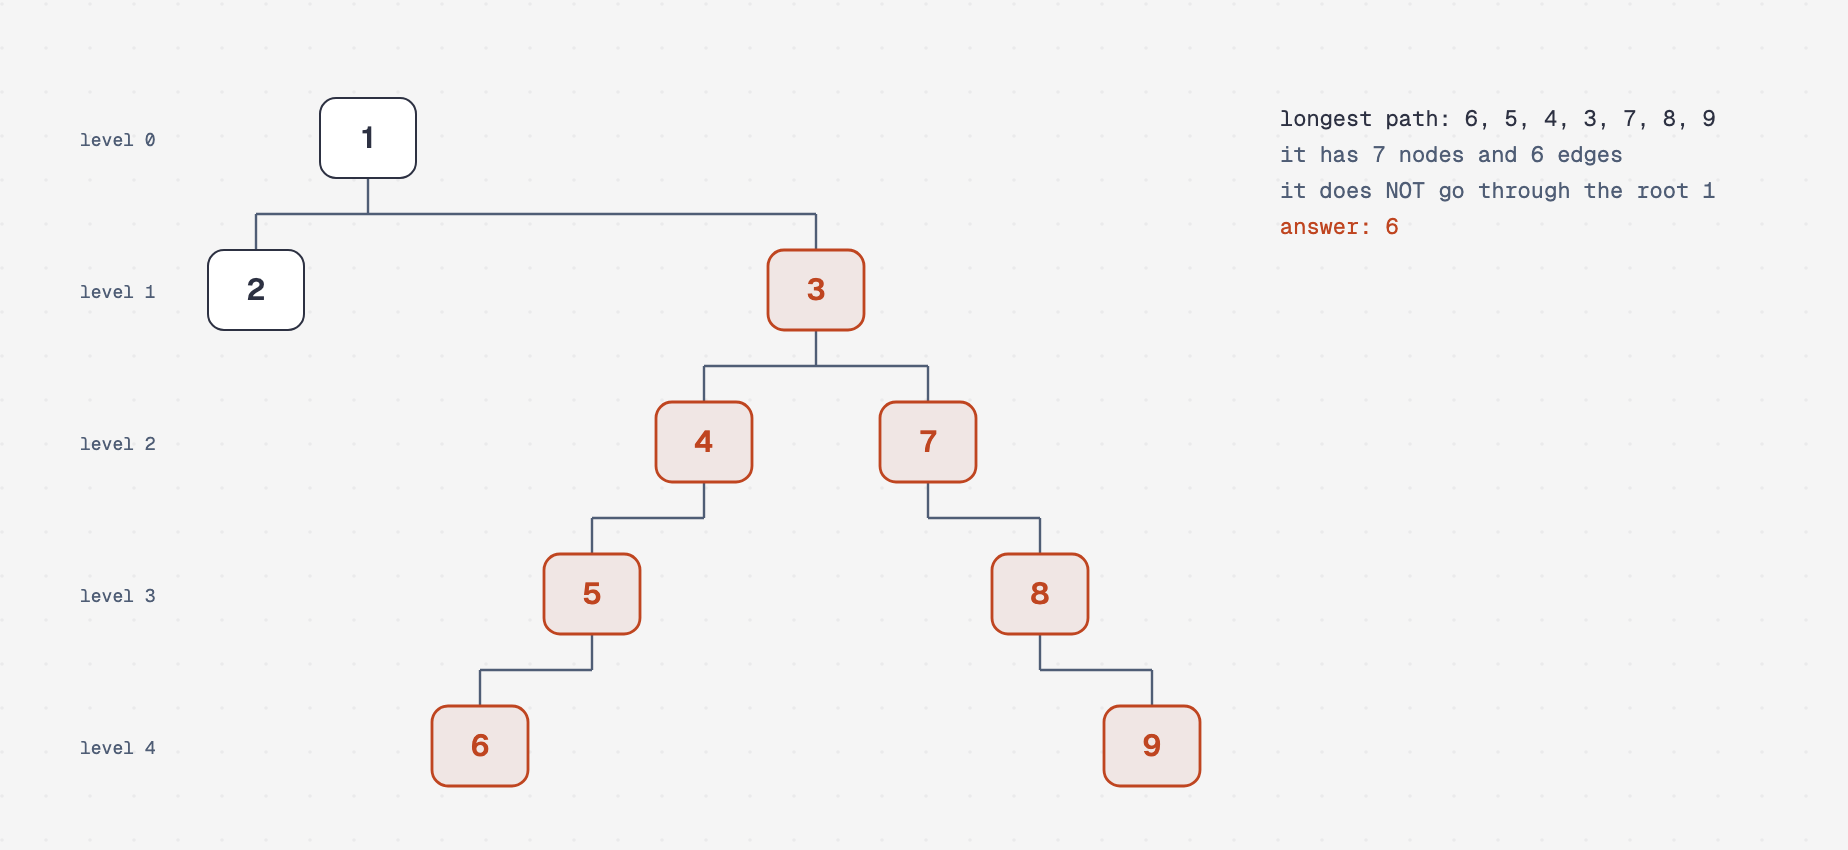 level 0
1
longest path: 6, 5, 4, 3, 7, 8, 9
it has 7 nodes and 6 edges
it does NOT go through the root 1
answer: 6
level 1
2
3
level 2
4
7
level 3
5
8
level 4
6
9